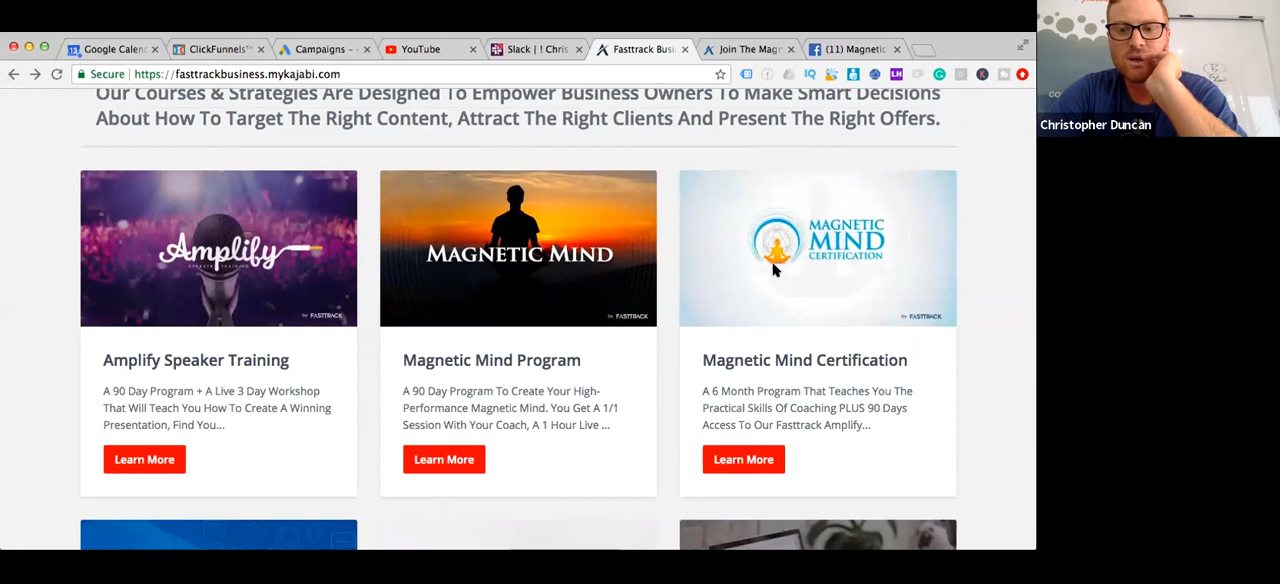 Google Calend
ClickFunnels™
Campaigns –
YouTube
Slack | ! Chris
Fasttrack Busi
Join The Magn
(11) Magnetic
Secure
https://fasttrackbusiness.mykajabi.com
Our Courses & Strategies Are Designed To Empower Business Owners To Make Smart Decisions
About How To Target The Right Content, Attract The Right Clients And Present The Right Offers.
Amplify
by FASTTRACK
MAGNETIC MIND
by FASTTRACK
MAGNETIC
MIND
CERTIFICATION
by FASTTRACK
Amplify Speaker Training
A 90 Day Program + A Live 3 Day Workshop
That Will Teach You How To Create A Winning
Presentation, Find You...
Learn More
Magnetic Mind Program
A 90 Day Program To Create Your High-
Performance Magnetic Mind. You Get A 1/1
Session With Your Coach, A 1 Hour Live ...
Learn More
Magnetic Mind Certification
A 6 Month Program That Teaches You The
Practical Skills Of Coaching PLUS 90 Days
Access To Our Fasttrack Amplify...
Learn More
Christopher Duncan